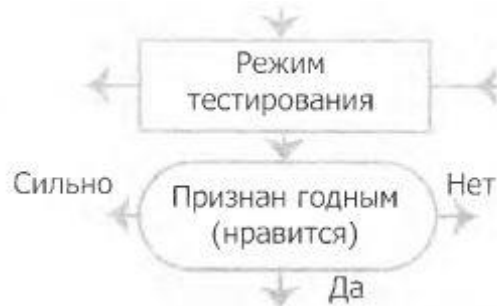 Режим
тестирования
Сильно
Признан годным
(нравится)
Нет
Да